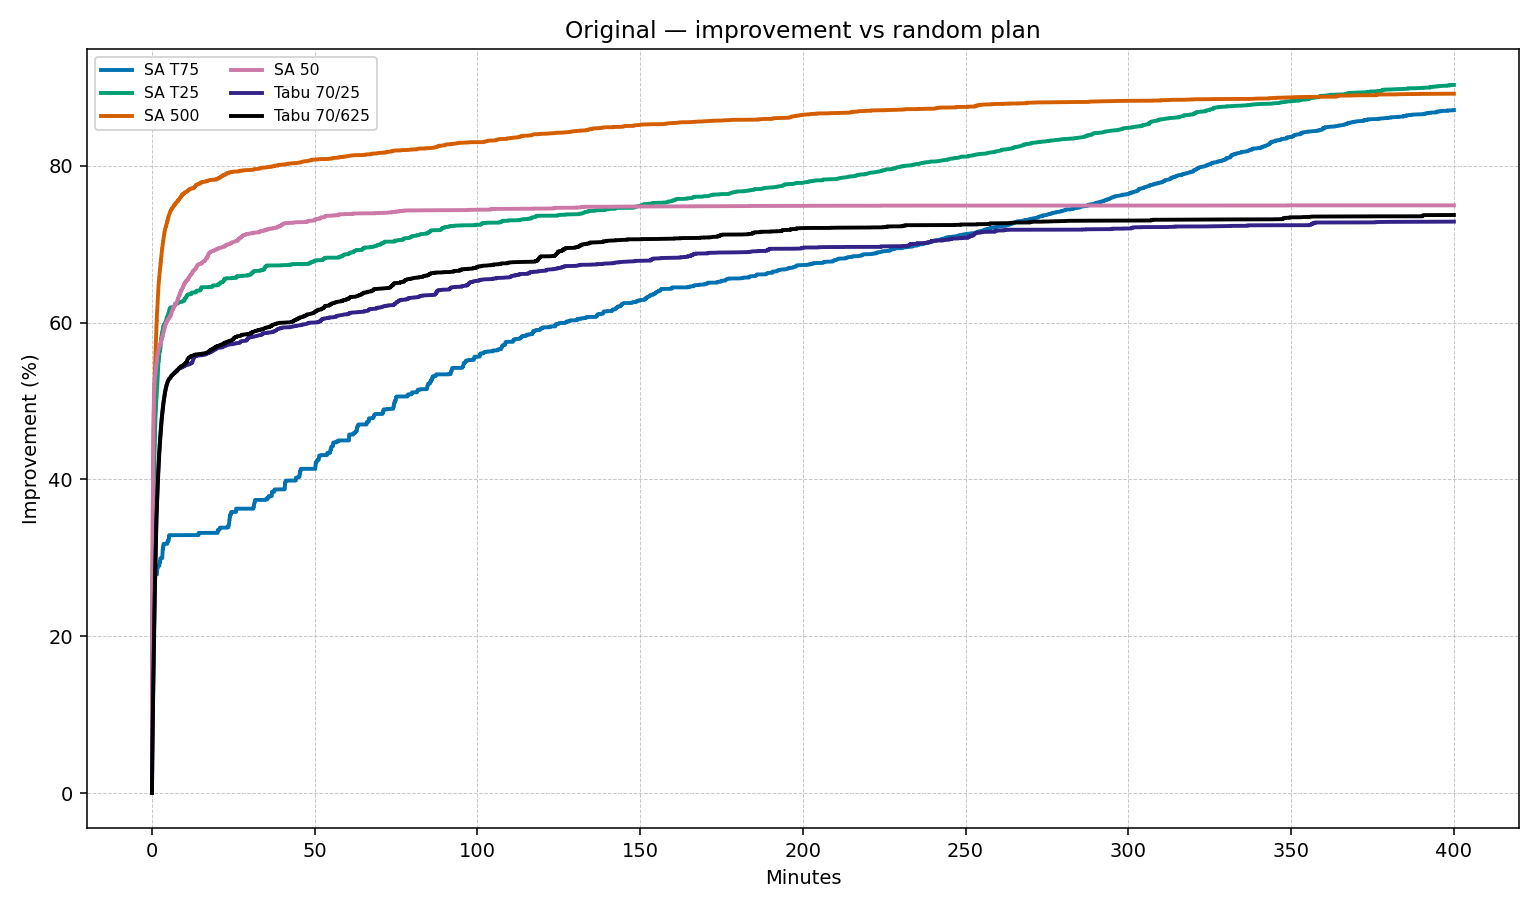 Original — improvement vs random plan
SA T75
SA T25
SA 500
SA 50
Tabu 70/25
Tabu 70/625
Improvement (%)
80
60
40
20
0
0 50 100 150 200 250 300 350 400
Minutes